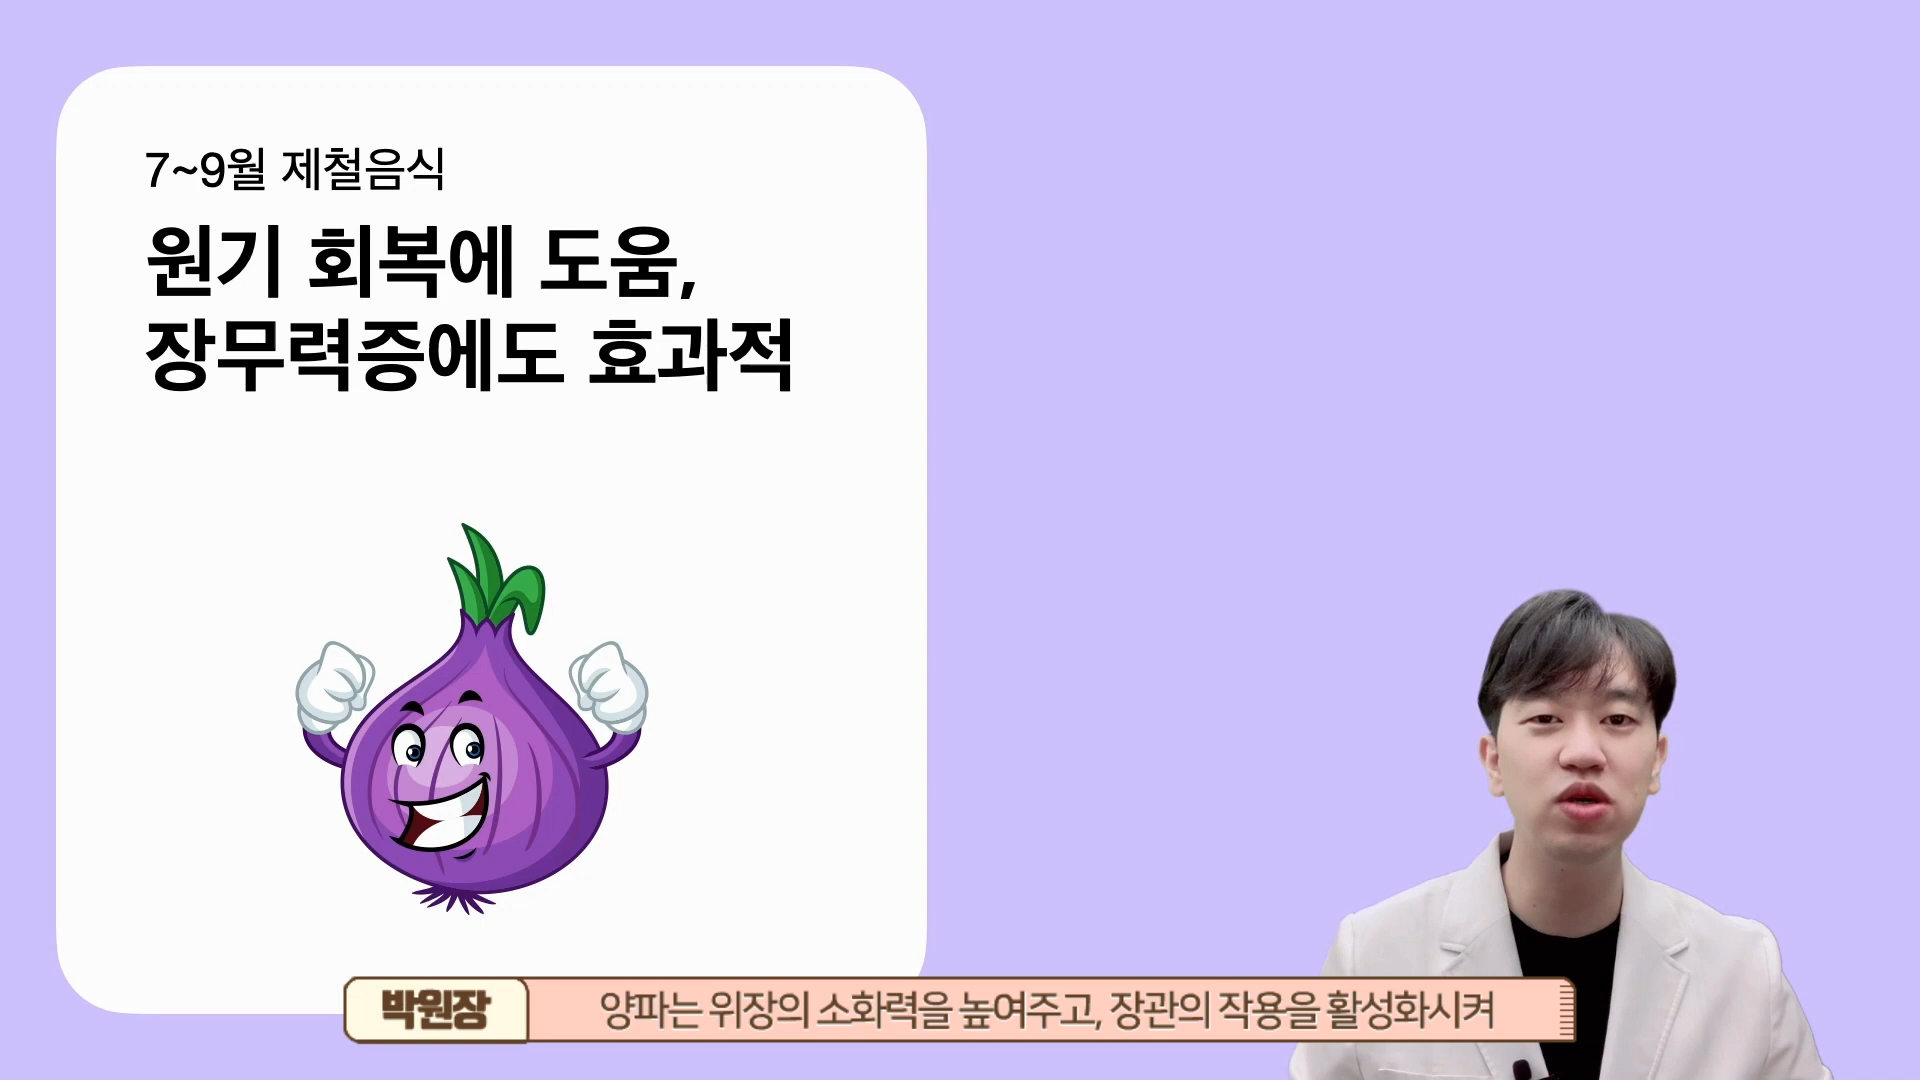 7~9월 제철음식
원기 회복에 도움,
장무력증에도 효과적
박원장
양파는 위장의 소화력을 높여주고, 장관의 작용을 활성화시켜